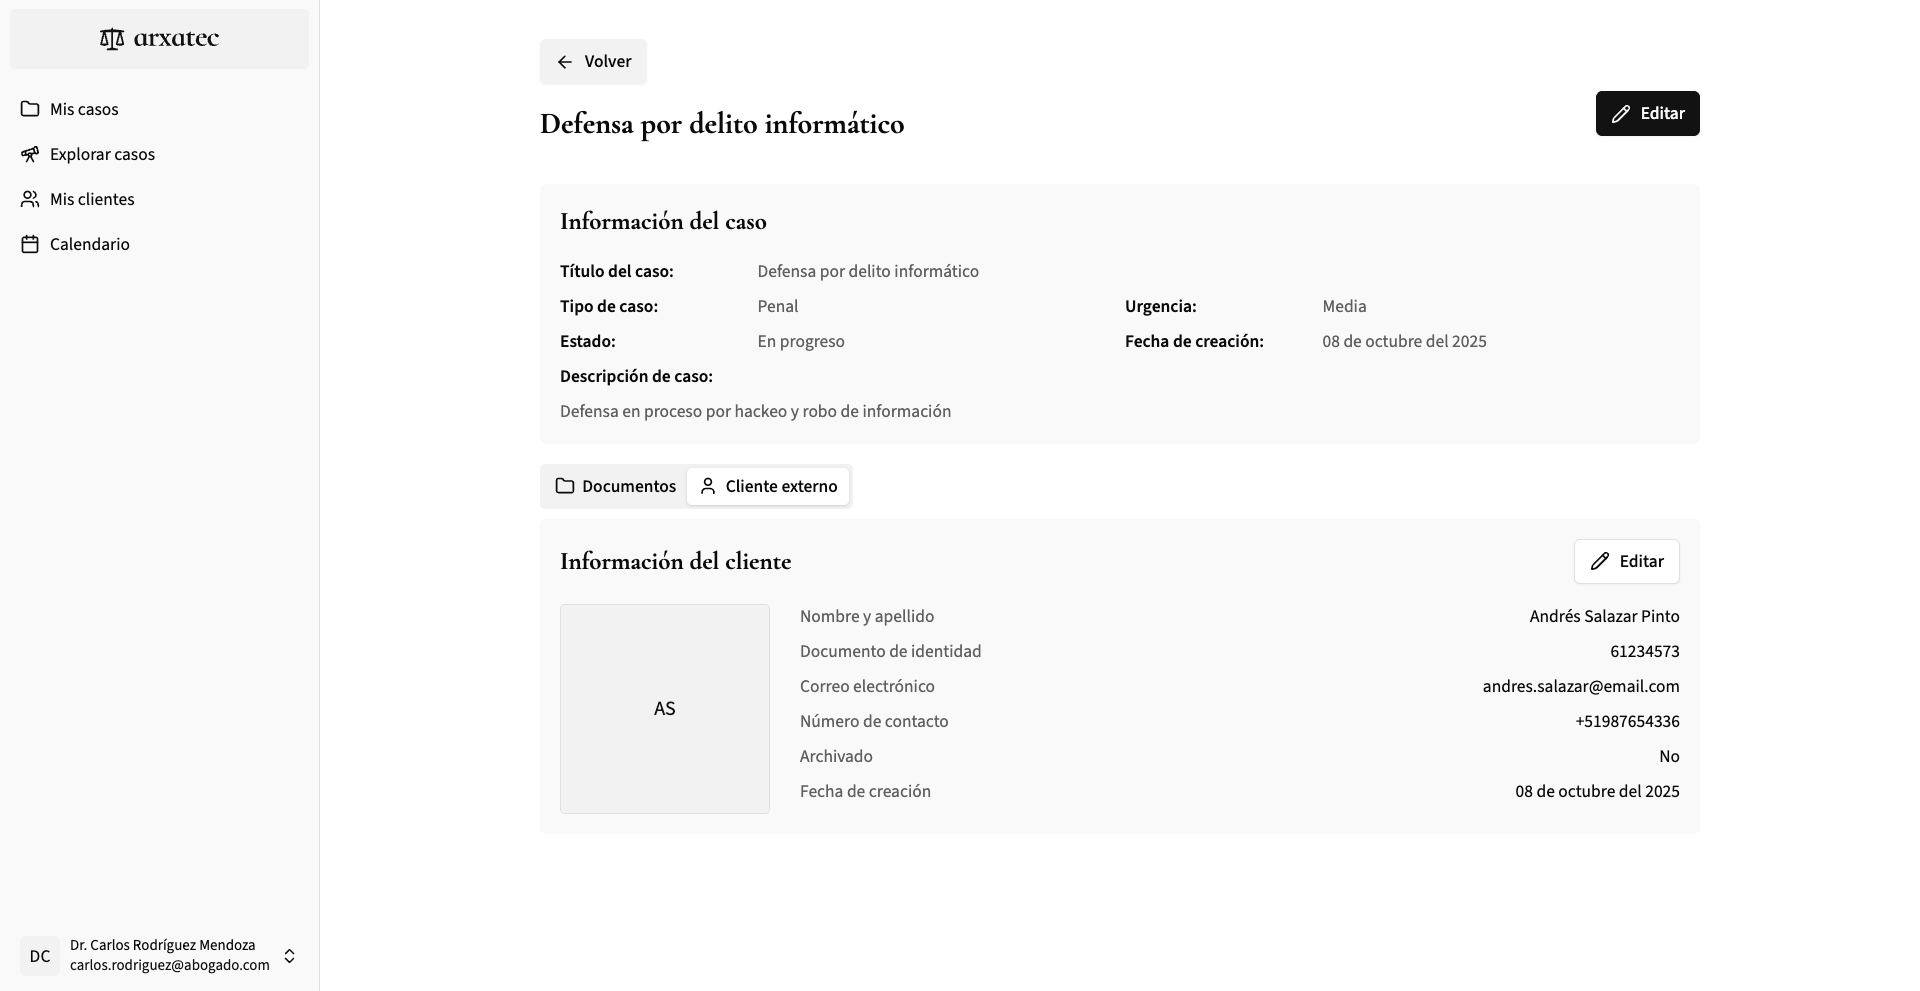 arxatec
Mis casos
Explorar casos
Mis clientes
Calendario
Volver
Defensa por delito informático
Editar
Información del caso
Título del caso: Defensa por delito informático
Tipo de caso: Penal Urgencia: Media
Estado: En progreso Fecha de creación: 08 de octubre del 2025
Descripción de caso:
Defensa en proceso por hackeo y robo de información
Documentos Cliente externo
Información del cliente Editar
AS
Nombre y apellido Andrés Salazar Pinto
Documento de identidad 61234573
Correo electrónico andres.salazar@email.com
Número de contacto +51987654336
Archivado No
Fecha de creación 08 de octubre del 2025
DC
Dr. Carlos Rodríguez Mendoza
carlos.rodriguez@abogado.com